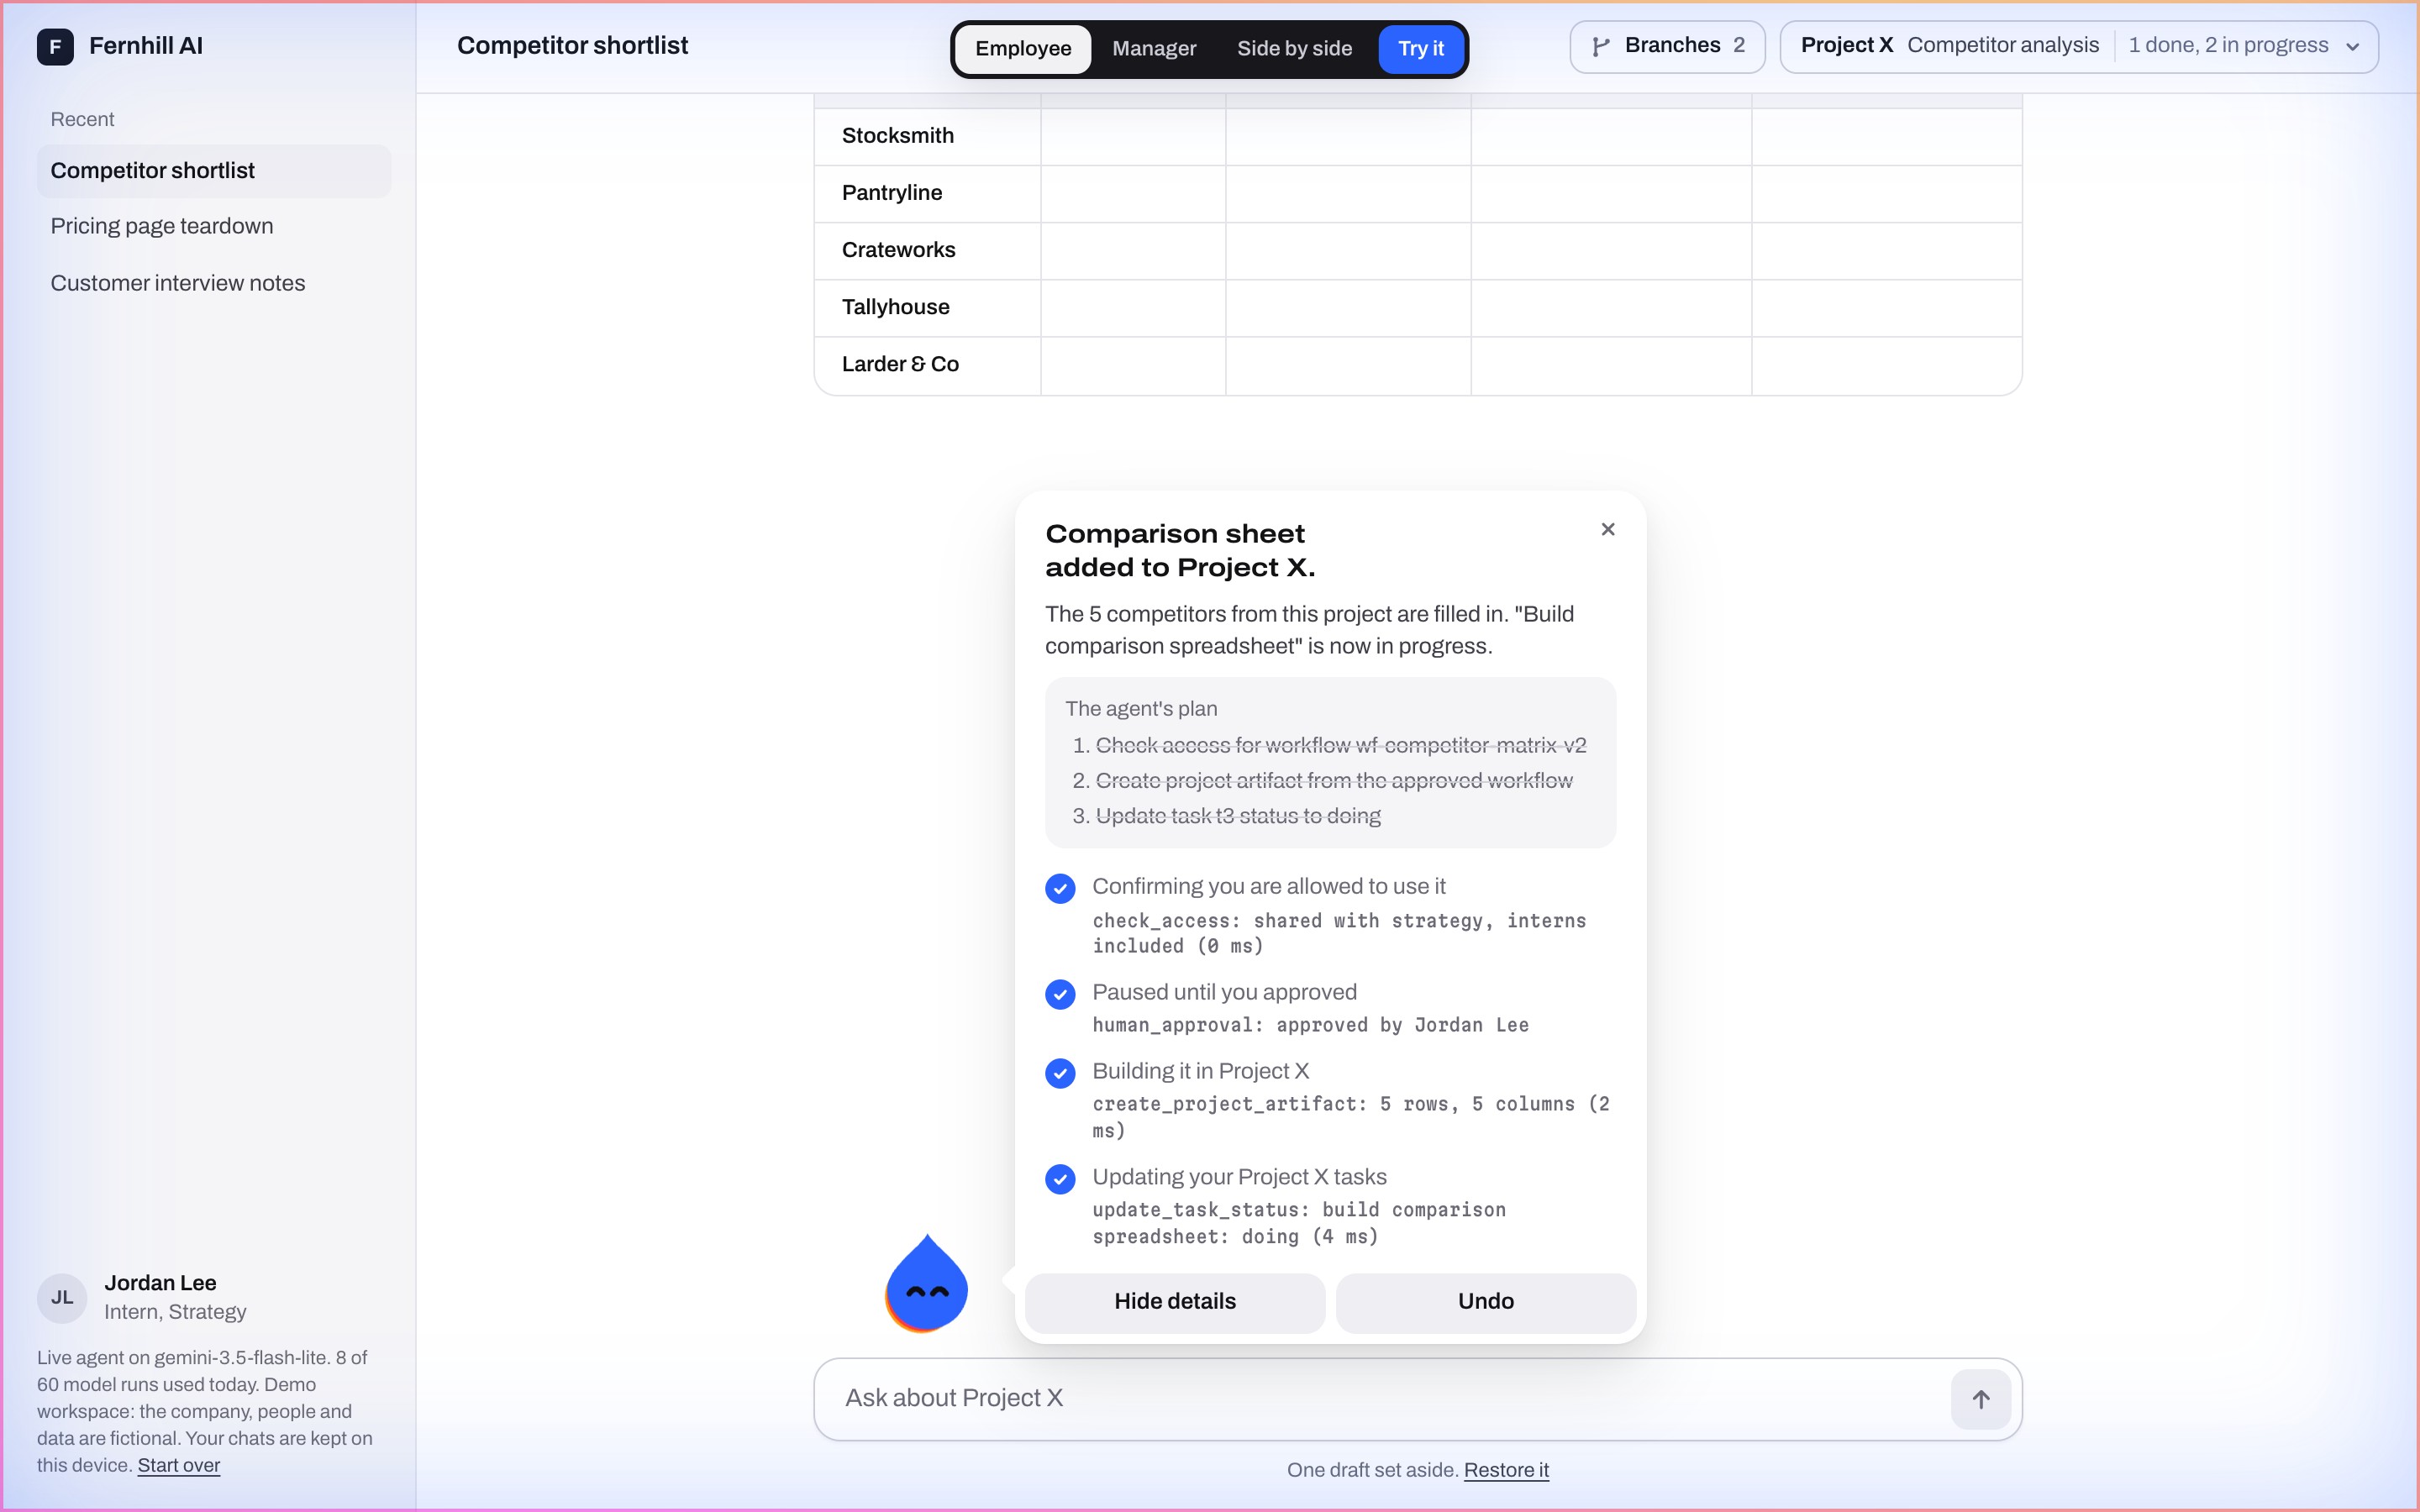 F Fernhill AI
Recent
Competitor shortlist
Pricing page teardown
Customer interview notes
JL
Jordan Lee
Intern, Strategy
Live agent on gemini-3.5-flash-lite. 8 of
60 model runs used today. Demo
workspace: the company, people and
data are fictional. Your chats are kept on
this device. Start over
Competitor shortlist
Employee Manager Side by side Try it
Branches 2
Project X Competitor analysis 1 done, 2 in progress
Stocksmith
Pantryline
Crateworks
Tallyhouse
Larder & Co
Comparison sheet
added to Project X.
The 5 competitors from this project are filled in. "Build
comparison spreadsheet" is now in progress.
The agent's plan
1. Check access for workflow wf-competitor-matrix-v2
2. Create project artifact from the approved workflow
3. Update task t3 status to doing
Confirming you are allowed to use it
check_access: shared with strategy, interns
included (0 ms)
Paused until you approved
human_approval: approved by Jordan Lee
Building it in Project X
create_project_artifact: 5 rows, 5 columns (2
ms)
Updating your Project X tasks
update_task_status: build comparison
spreadsheet: doing (4 ms)
Hide details Undo
Ask about Project X
One draft set aside. Restore it